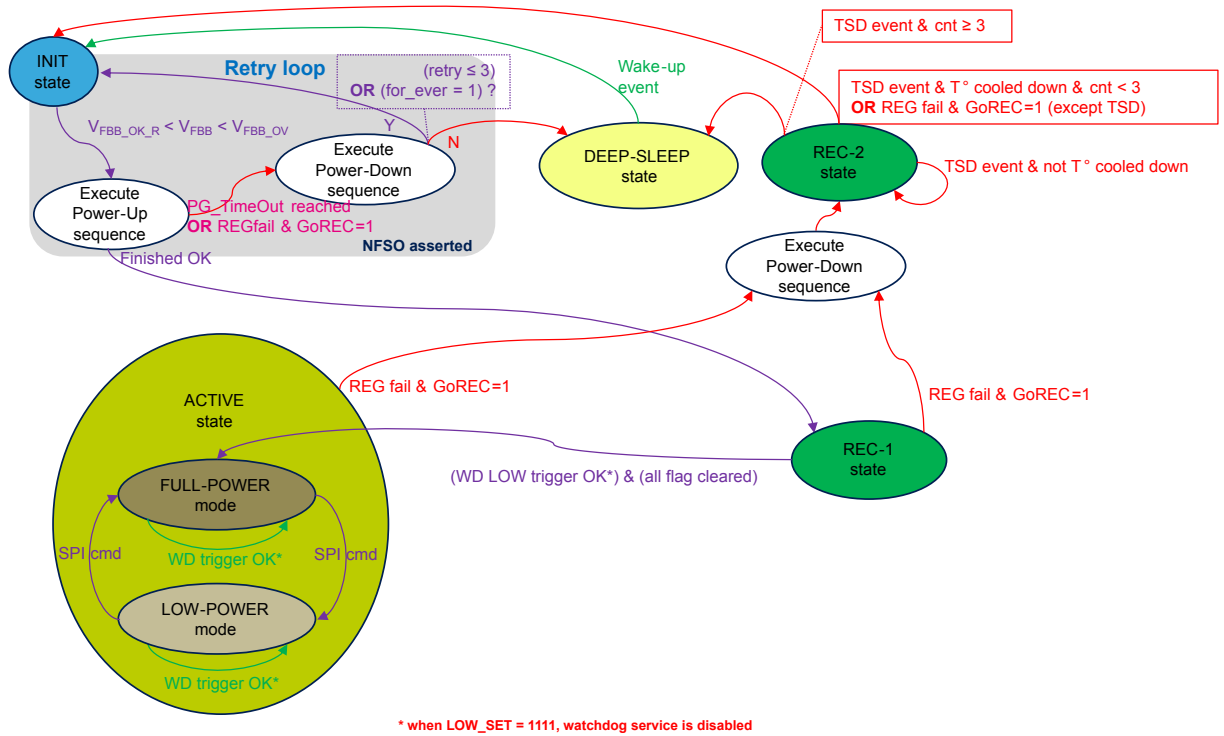 TSD event & cnt ≥ 3
INIT
state
Retry loop
(retry ≤ 3)
OR (for_ever = 1) ?
Wake-up
event
TSD event & T° cooled down & cnt < 3
OR REG fail & GoREC=1 (except TSD)
V_FBB_OK_R < V_FBB < V_FBB_OV
Y
N
Execute
Power-Down
sequence
DEEP-SLEEP
state
REC-2
state
TSD event & not T° cooled down
Execute
Power-Up
sequence
PG_TimeOut reached
OR REGfail & GoREC=1
NFSO asserted
Finished OK
Execute
Power-Down
sequence
REG fail & GoREC=1
REG fail & GoREC=1
ACTIVE
state
REC-1
state
(WD LOW trigger OK*) & (all flag cleared)
FULL-POWER
mode
SPI cmd
WD trigger OK*
SPI cmd
LOW-POWER
mode
WD trigger OK*
* when LOW_SET = 1111, watchdog service is disabled